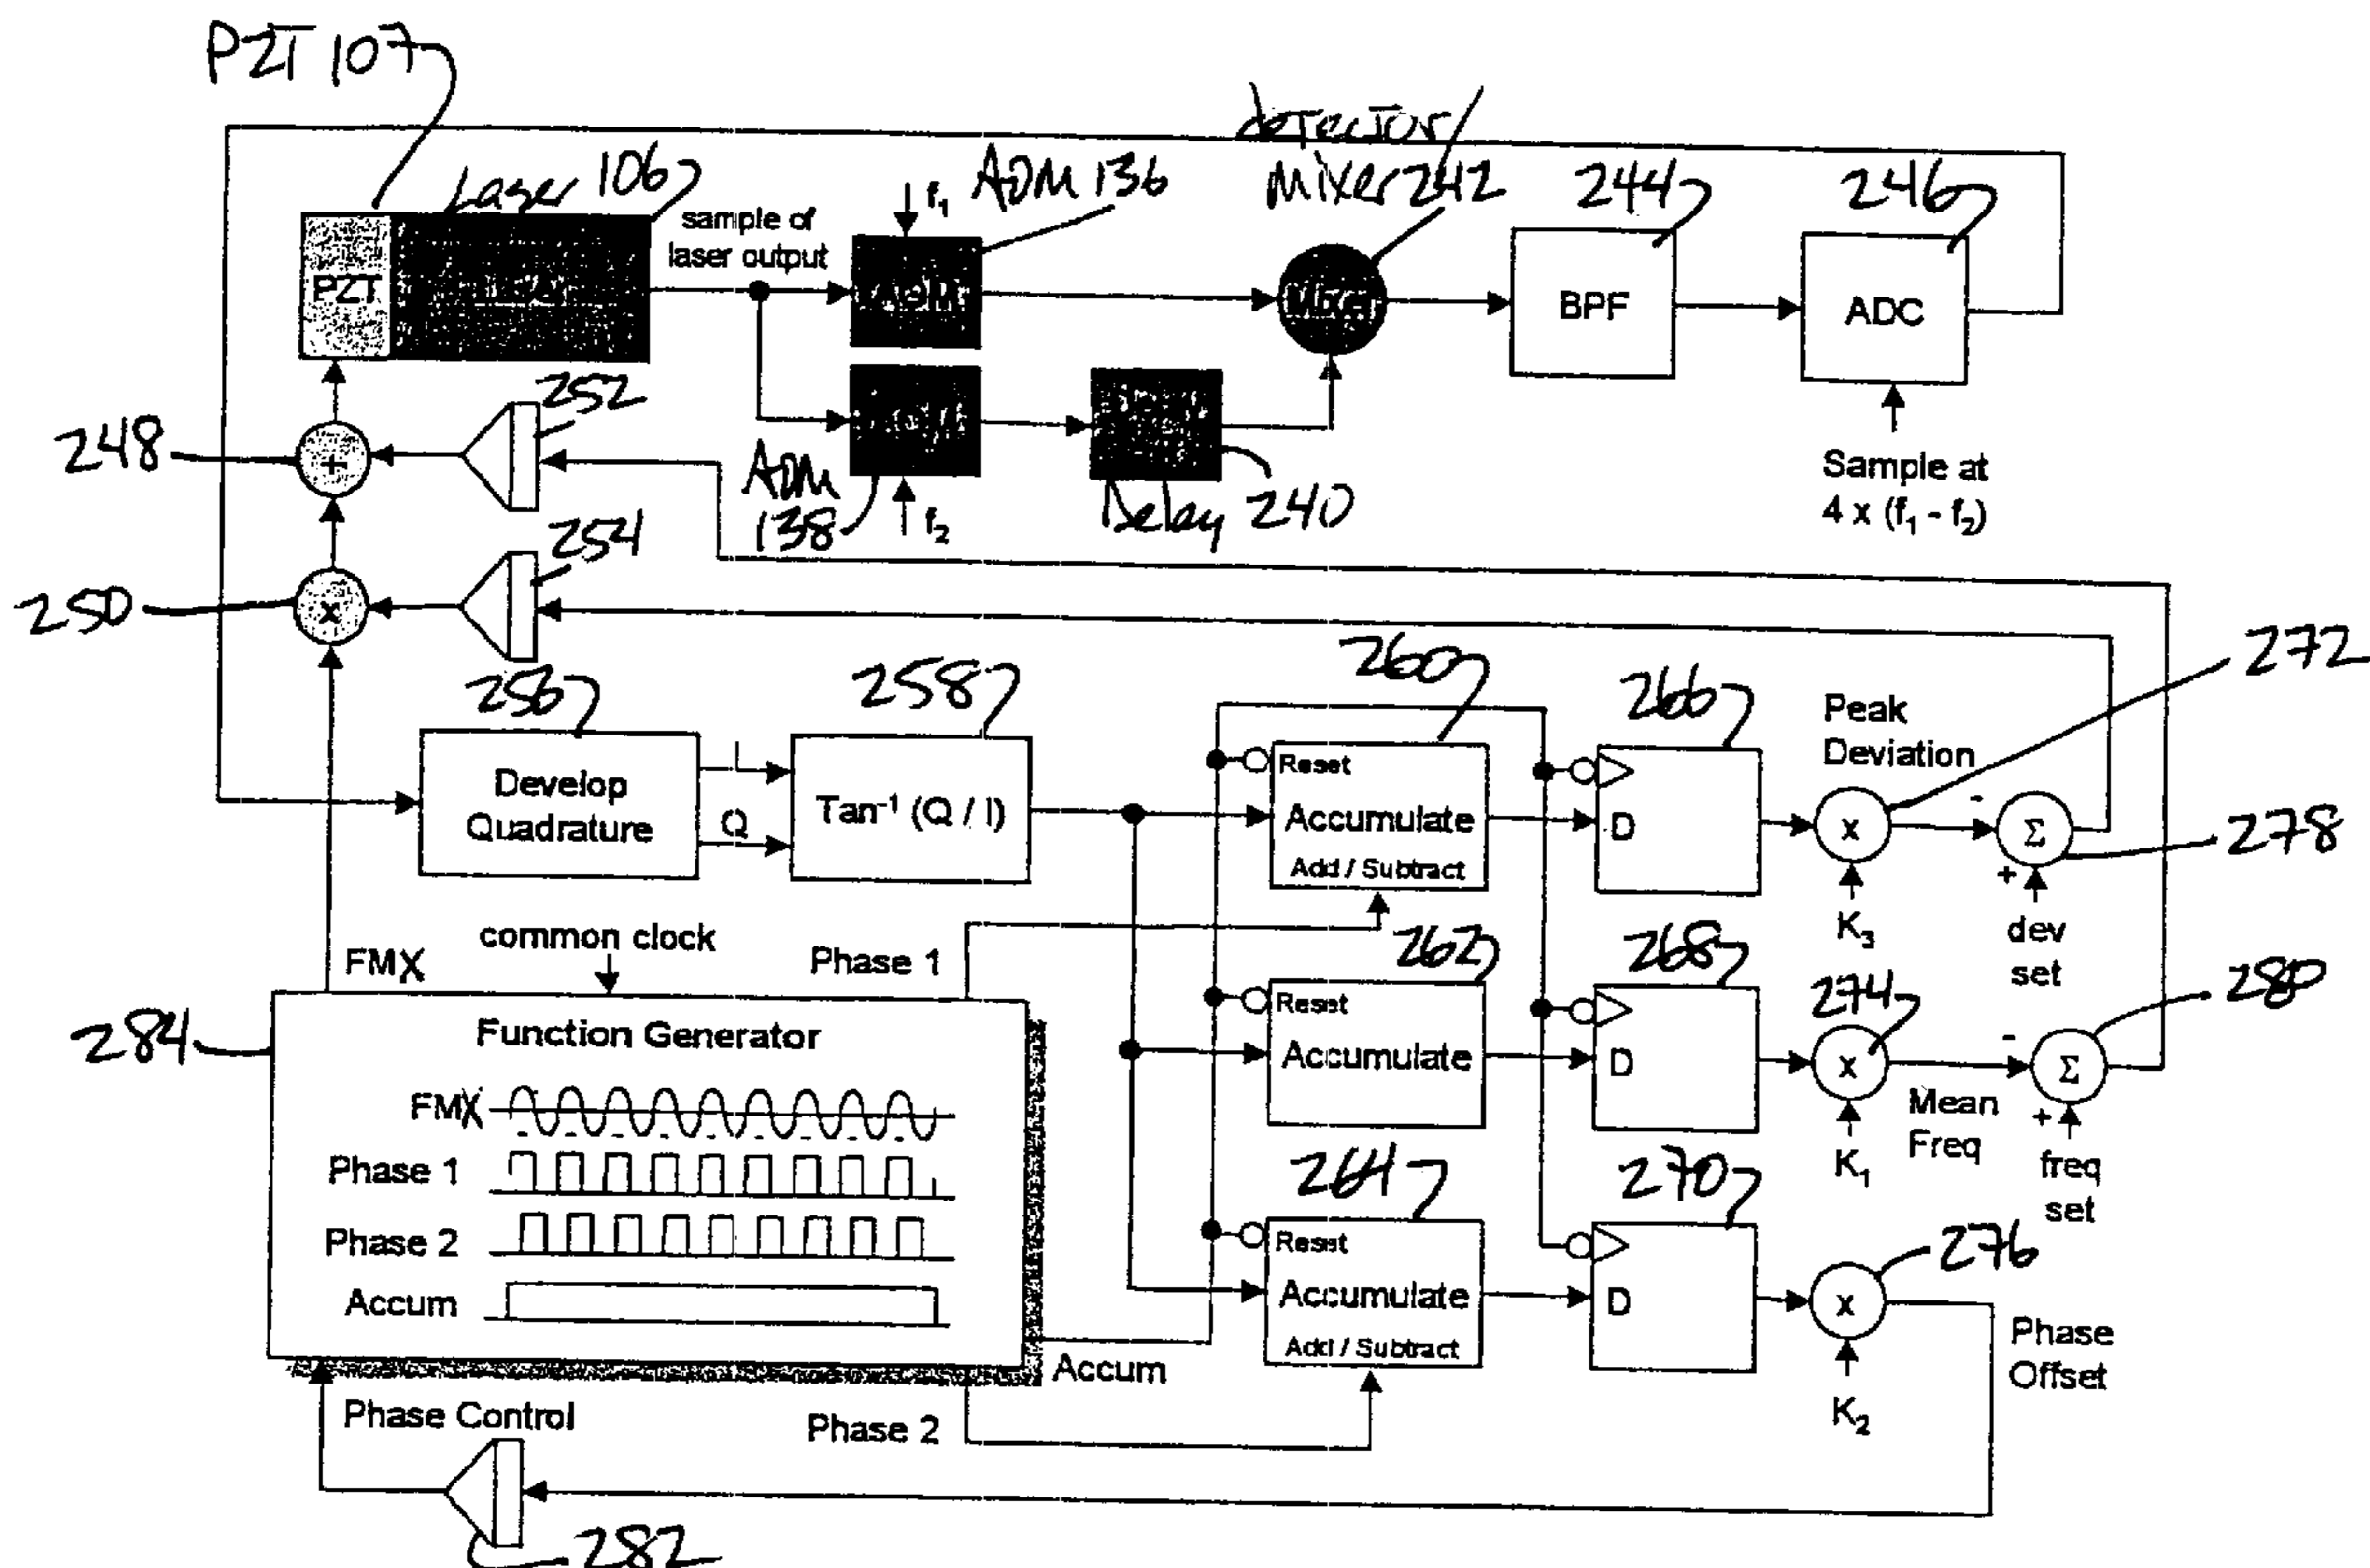 PZT 107
detector/
Laser 106
AOM 136
Mixer 242
244
246
f₁
sample of
laser output
PZT
Mixer
BPF
ADC
252
248
AOM
138
f₂
Delay 240
Sample at
4 x (f₁ - f₂)
+
254
250
x
272
256
258
260
266
Peak
Deviation
Develop
Quadrature
I
Q
Tan⁻¹ (Q / I)
Reset
Accumulate
Add / Subtract
D
x
-
Σ
+
278
K₃
dev
set
common clock
FMX
Phase 1
262
268
274
280
284
Function Generator
Reset
Accumulate
D
x
-
Σ
+
Mean
Freq
K₁
freq
set
FMX
Phase 1
Phase 2
Accum
264
270
276
Reset
Accumulate
Add / Subtract
D
x
Phase
Offset
K₂
Accum
Phase Control
Phase 2
282